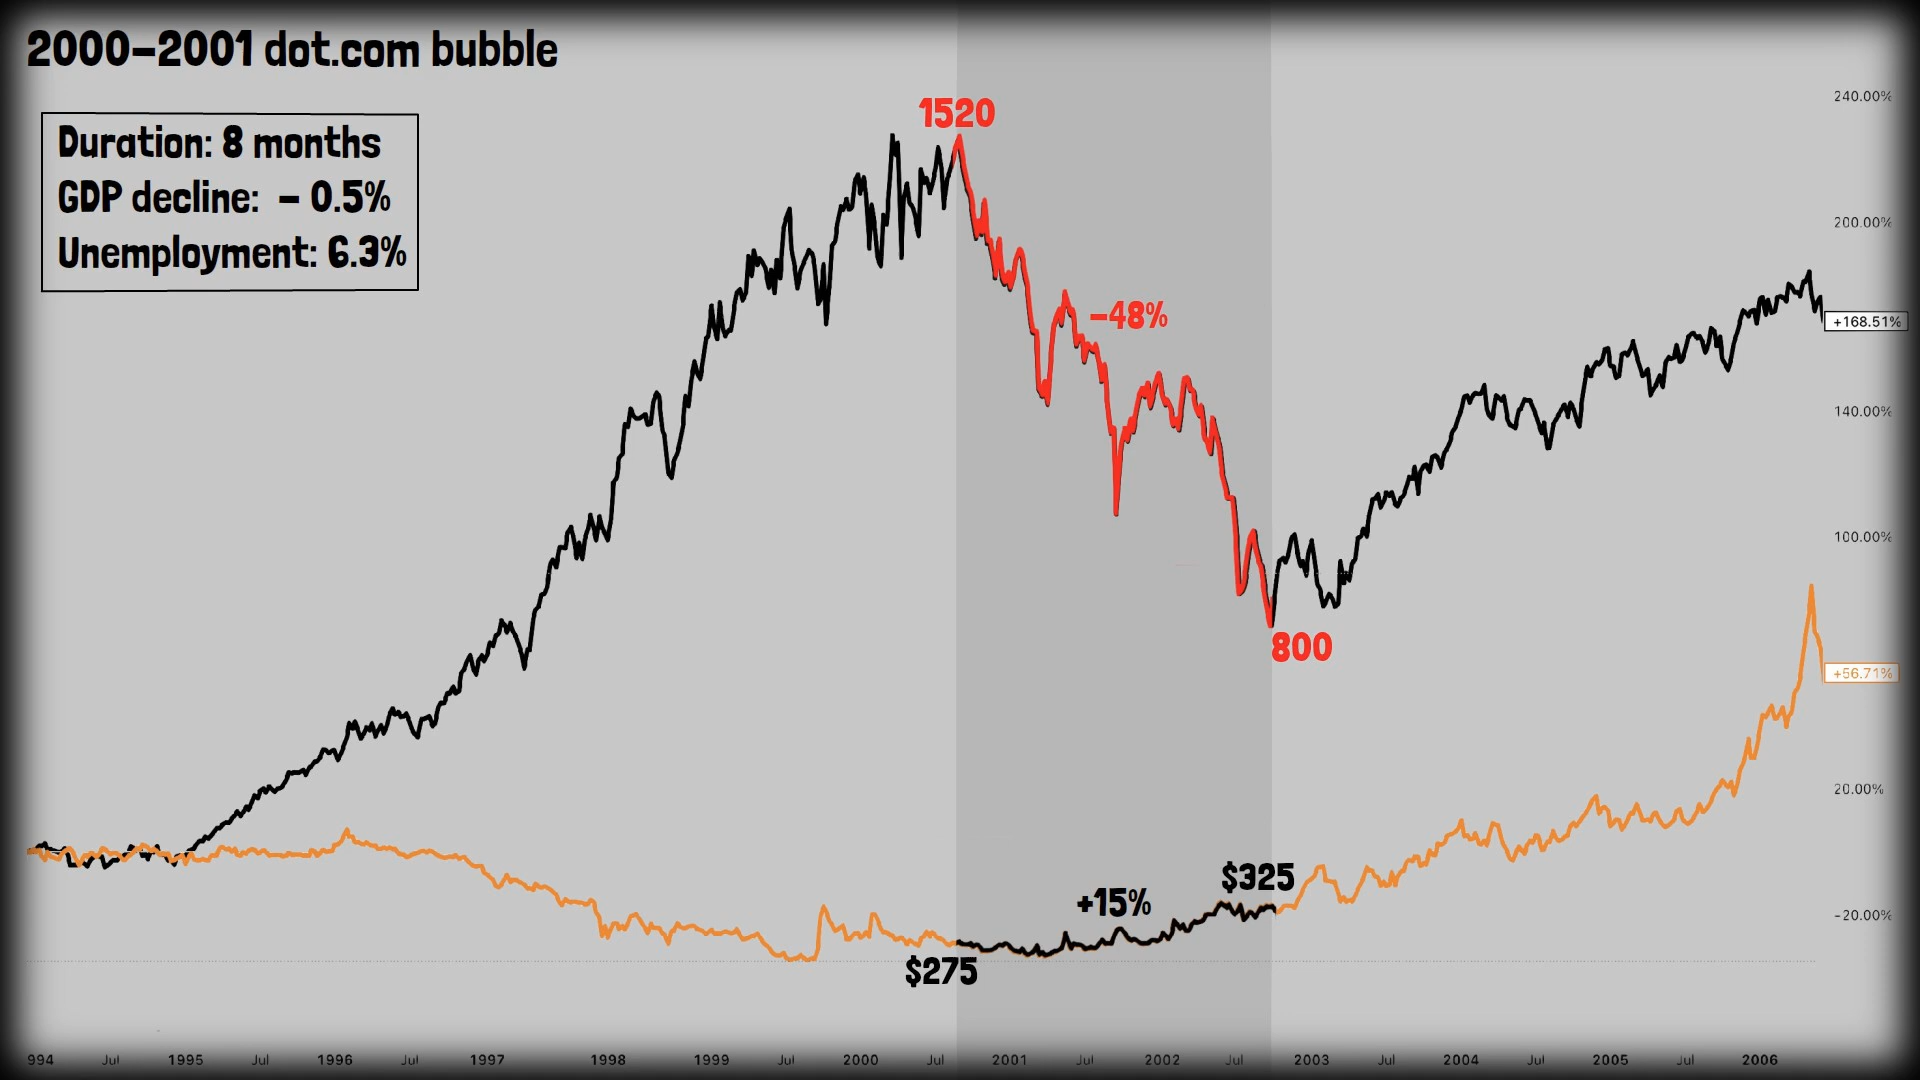 2000-2001 dot.com bubble
Duration: 8 months
GDP decline: - 0.5%
Unemployment: 6.3%
1520
-48%
800
+15%
$325
$275
240.00%
200.00%
+168.51%
140.00%
100.00%
+56.71%
20.00%
-20.00%
994 Jul 1995 Jul 1996 Jul 1997 1998 1999 Jul 2000 Jul 2001 Jul 2002 Jul 2003 Jul 2004 Jul 2005 Jul 2006